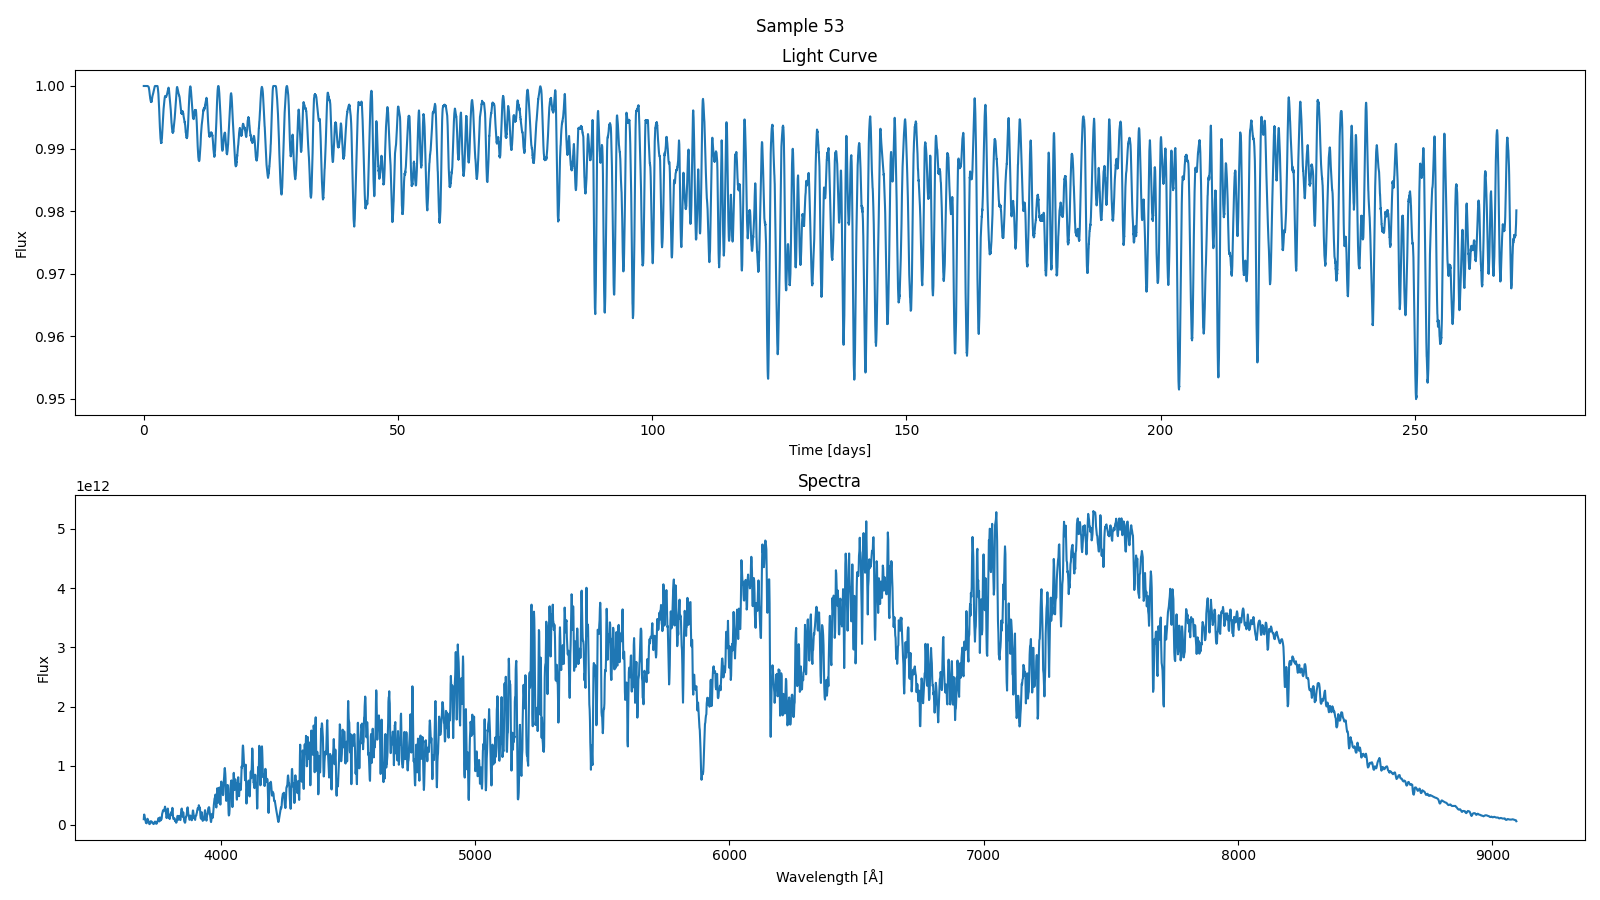 Sample 53
Light Curve
1.00
0.99
0.98
0.97
0.96
0.95
Flux
0 50 100 150 200 250
Time [days]
Spectra
1e12
5
4
3
2
1
0
Flux
4000 5000 6000 7000 8000 9000
Wavelength [Å]